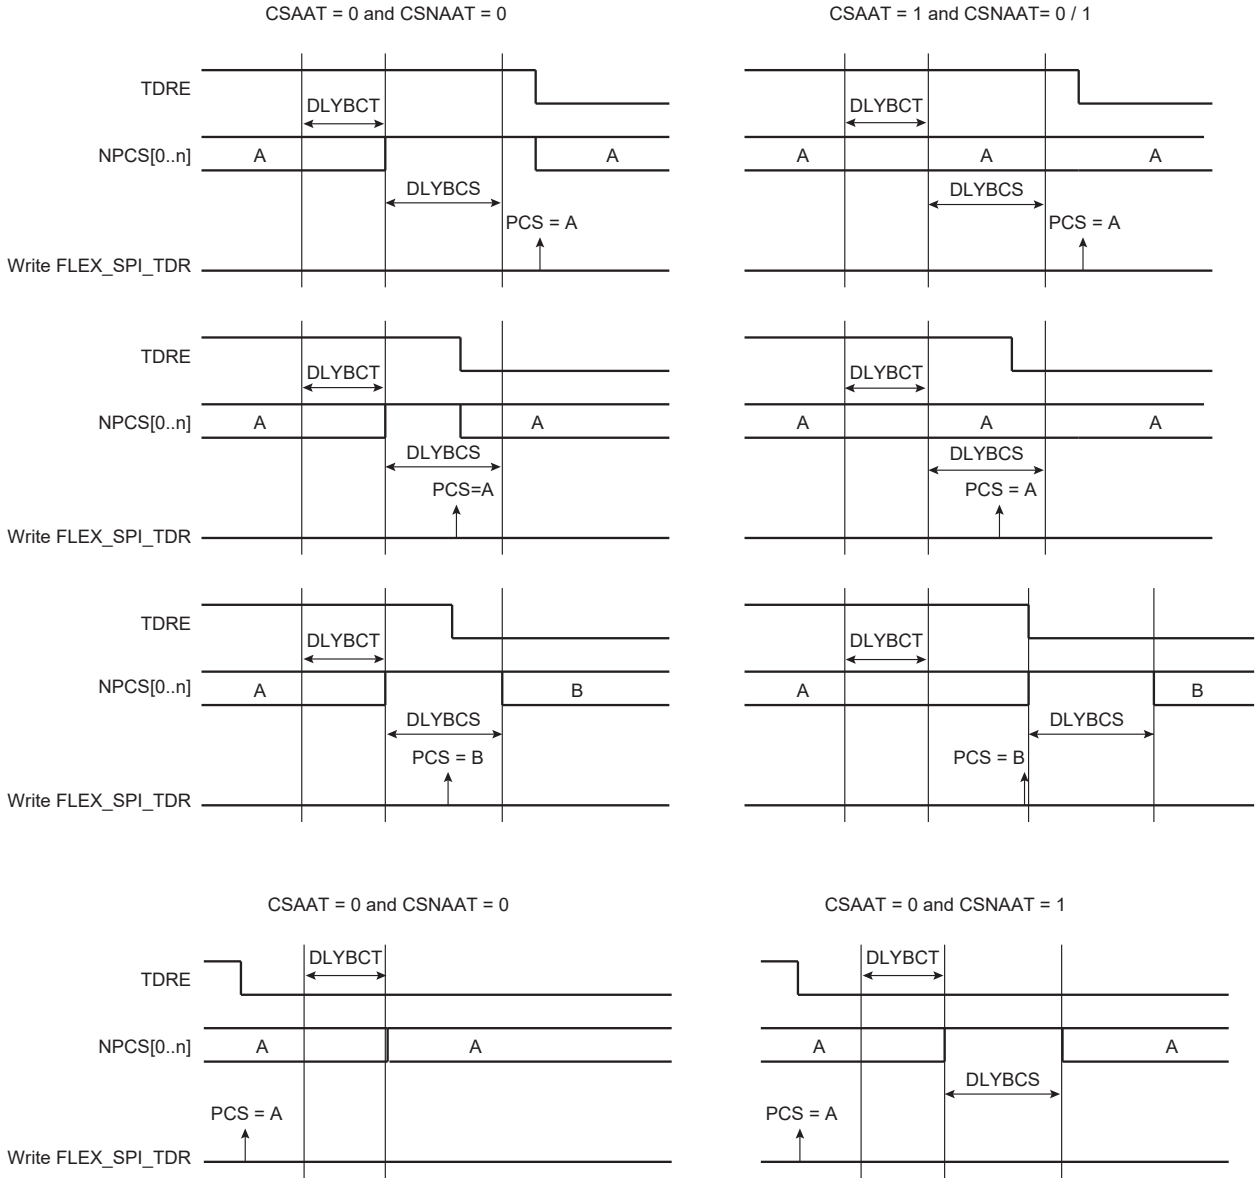 CSAAT = 0 and CSNAAT = 0
CSAAT = 1 and CSNAAT= 0 / 1
TDRE
DLYBCT
DLYBCT
NPCS[0..n]
A
A
A
A
A
DLYBCS
DLYBCS
PCS = A
PCS = A
Write FLEX_SPI_TDR
TDRE
DLYBCT
DLYBCT
NPCS[0..n]
A
A
A
A
A
DLYBCS
DLYBCS
PCS=A
PCS = A
Write FLEX_SPI_TDR
TDRE
DLYBCT
DLYBCT
NPCS[0..n]
A
B
A
B
DLYBCS
DLYBCS
PCS = B
PCS = B
Write FLEX_SPI_TDR
CSAAT = 0 and CSNAAT = 0
CSAAT = 0 and CSNAAT = 1
DLYBCT
DLYBCT
TDRE
NPCS[0..n]
A
A
A
A
DLYBCS
PCS = A
PCS = A
Write FLEX_SPI_TDR